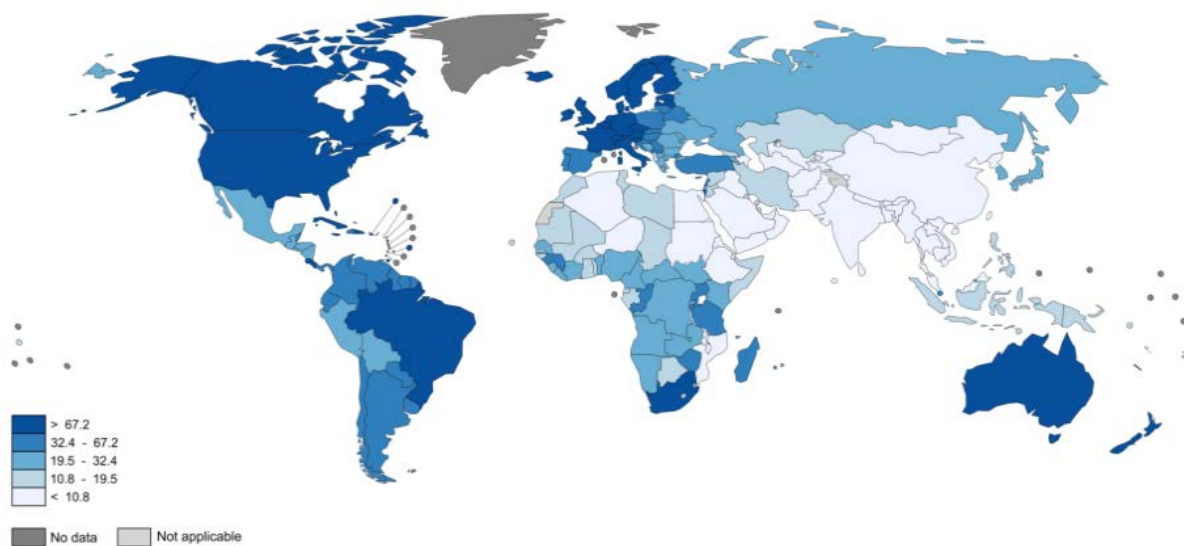 > 67.2
32.4 - 67.2
19.5 - 32.4
10.8 - 19.5
< 10.8
No data
Not applicable